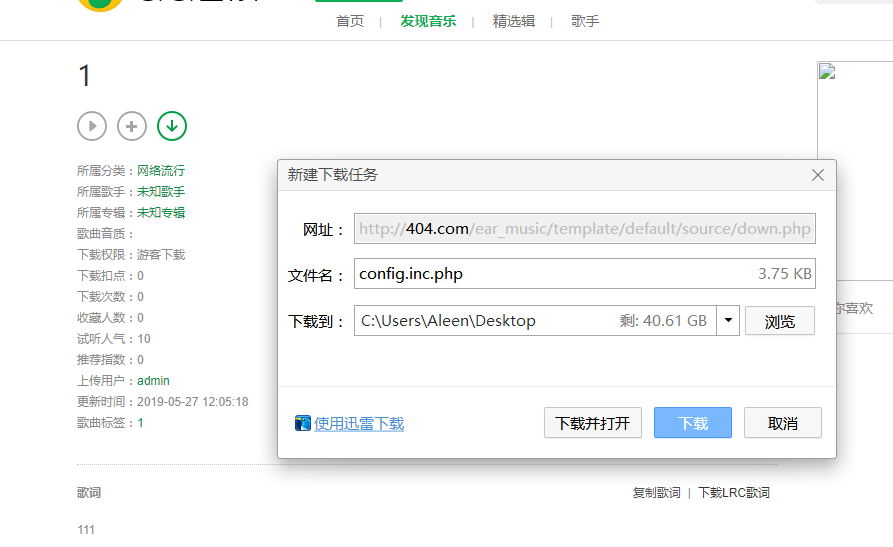 首页 | 发现音乐 | 精选辑 | 歌手
1
所属分类：网络流行
所属歌手：未知歌手
所属专辑：未知专辑
歌曲音质：
下载权限：游客下载
下载扣点：0
下载次数：0
收藏人数：0
试听人气：10
推荐指数：0
上传用户：admin
更新时间：2019-05-27 12:05:18
歌曲标签：1
新建下载任务
网址： http://404.com/ear_music/template/default/source/down.php
文件名： config.inc.php 3.75 KB
下载到： C:\Users\Aleen\Desktop 剩: 40.61 GB 浏览
使用迅雷下载 下载并打开 下载 取消
你喜欢
歌词 复制歌词 | 下载LRC歌词
111